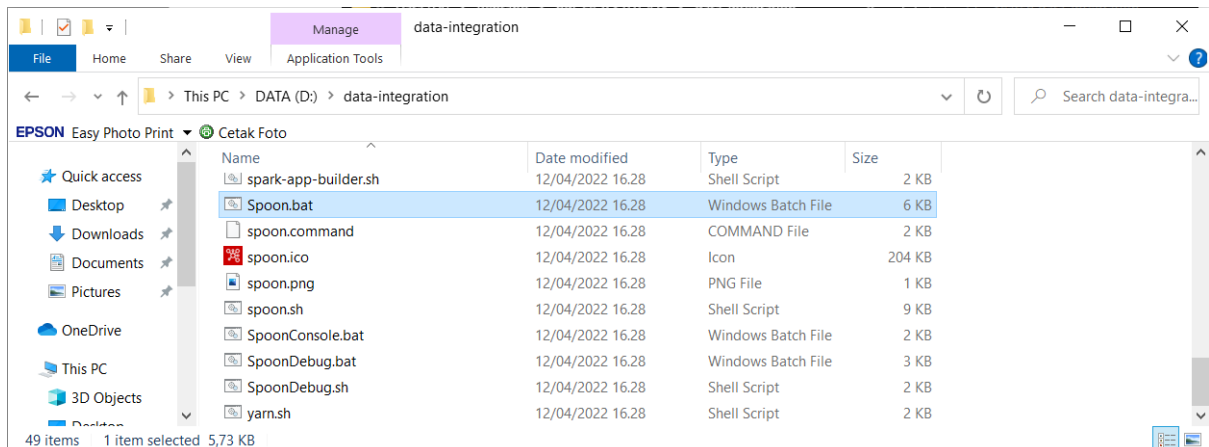 Manage data-integration
File Home Share View Application Tools
This PC > DATA (D:) > data-integration Search data-integra...
EPSON Easy Photo Print Cetak Foto
Name Date modified Type Size
Quick access
Desktop
Downloads
Documents
Pictures
OneDrive
This PC
3D Objects
Desktop
spark-app-builder.sh 12/04/2022 16.28 Shell Script 2 KB
Spoon.bat 12/04/2022 16.28 Windows Batch File 6 KB
spoon.command 12/04/2022 16.28 COMMAND File 2 KB
spoon.ico 12/04/2022 16.28 Icon 204 KB
spoon.png 12/04/2022 16.28 PNG File 1 KB
spoon.sh 12/04/2022 16.28 Shell Script 9 KB
SpoonConsole.bat 12/04/2022 16.28 Windows Batch File 2 KB
SpoonDebug.bat 12/04/2022 16.28 Windows Batch File 3 KB
SpoonDebug.sh 12/04/2022 16.28 Shell Script 2 KB
yarn.sh 12/04/2022 16.28 Shell Script 2 KB
49 items 1 item selected 5,73 KB